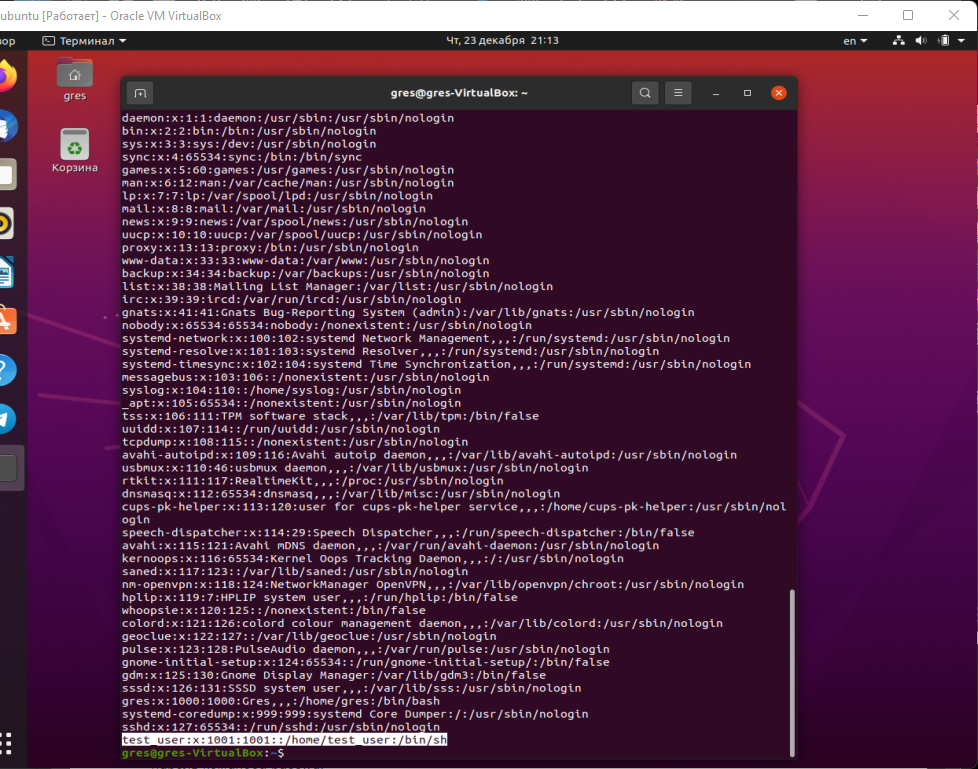 ubuntu [Работает] - Oracle VM VirtualBox
зор
Терминал
Чт, 23 декабря 21:13
en
gres
Корзина
gres@gres-VirtualBox: ~
daemon:x:1:1:daemon:/usr/sbin:/usr/sbin/nologin
bin:x:2:2:bin:/bin:/usr/sbin/nologin
sys:x:3:3:sys:/dev:/usr/sbin/nologin
sync:x:4:65534:sync:/bin:/bin/sync
games:x:5:60:games:/usr/games:/usr/sbin/nologin
man:x:6:12:man:/var/cache/man:/usr/sbin/nologin
lp:x:7:7:lp:/var/spool/lpd:/usr/sbin/nologin
mail:x:8:8:mail:/var/mail:/usr/sbin/nologin
news:x:9:9:news:/var/spool/news:/usr/sbin/nologin
uucp:x:10:10:uucp:/var/spool/uucp:/usr/sbin/nologin
proxy:x:13:13:proxy:/bin:/usr/sbin/nologin
www-data:x:33:33:www-data:/var/www:/usr/sbin/nologin
backup:x:34:34:backup:/var/backups:/usr/sbin/nologin
list:x:38:38:Mailing List Manager:/var/list:/usr/sbin/nologin
irc:x:39:39:ircd:/var/run/ircd:/usr/sbin/nologin
gnats:x:41:41:Gnats Bug-Reporting System (admin):/var/lib/gnats:/usr/sbin/nologin
nobody:x:65534:65534:nobody:/nonexistent:/usr/sbin/nologin
systemd-network:x:100:102:systemd Network Management,,,:/run/systemd:/usr/sbin/nologin
systemd-resolve:x:101:103:systemd Resolver,,,:/run/systemd:/usr/sbin/nologin
systemd-timesync:x:102:104:systemd Time Synchronization,,,:/run/systemd:/usr/sbin/nologin
messagebus:x:103:106::/nonexistent:/usr/sbin/nologin
syslog:x:104:110::/home/syslog:/usr/sbin/nologin
_apt:x:105:65534::/nonexistent:/usr/sbin/nologin
tss:x:106:111:TPM software stack,,,:/var/lib/tpm:/bin/false
uuidd:x:107:114::/run/uuidd:/usr/sbin/nologin
tcpdump:x:108:115::/nonexistent:/usr/sbin/nologin
avahi-autoipd:x:109:116:Avahi autoip daemon,,,:/var/lib/avahi-autoipd:/usr/sbin/nologin
usbmux:x:110:46:usbmux daemon,,,:/var/lib/usbmux:/usr/sbin/nologin
rtkit:x:111:117:RealtimeKit,,,:/proc:/usr/sbin/nologin
dnsmasq:x:112:65534:dnsmasq,,,:/var/lib/misc:/usr/sbin/nologin
cups-pk-helper:x:113:120:user for cups-pk-helper service,,,:/home/cups-pk-helper:/usr/sbin/nol
ogin
speech-dispatcher:x:114:29:Speech Dispatcher,,,:/run/speech-dispatcher:/bin/false
avahi:x:115:121:Avahi mDNS daemon,,,:/var/run/avahi-daemon:/usr/sbin/nologin
kernoops:x:116:65534:Kernel Oops Tracking Daemon,,,:/:/usr/sbin/nologin
saned:x:117:123::/var/lib/saned:/usr/sbin/nologin
nm-openvpn:x:118:124:NetworkManager OpenVPN,,,:/var/lib/openvpn/chroot:/usr/sbin/nologin
hplip:x:119:7:HPLIP system user,,,:/run/hplip:/bin/false
whoopsie:x:120:125::/nonexistent:/bin/false
colord:x:121:126:colord colour management daemon,,,:/var/lib/colord:/usr/sbin/nologin
geoclue:x:122:127::/var/lib/geoclue:/usr/sbin/nologin
pulse:x:123:128:PulseAudio daemon,,,:/var/run/pulse:/usr/sbin/nologin
gnome-initial-setup:x:124:65534::/run/gnome-initial-setup/:/bin/false
gdm:x:125:130:Gnome Display Manager:/var/lib/gdm3:/bin/false
sssd:x:126:131:SSSD system user,,,:/var/lib/sss:/usr/sbin/nologin
gres:x:1000:1000:Gres,,,:/home/gres:/bin/bash
systemd-coredump:x:999:999:systemd Core Dumper:/:/usr/sbin/nologin
sshd:x:127:65534::/run/sshd:/usr/sbin/nologin
test_user:x:1001:1001::/home/test_user:/bin/sh
gres@gres-VirtualBox:~$